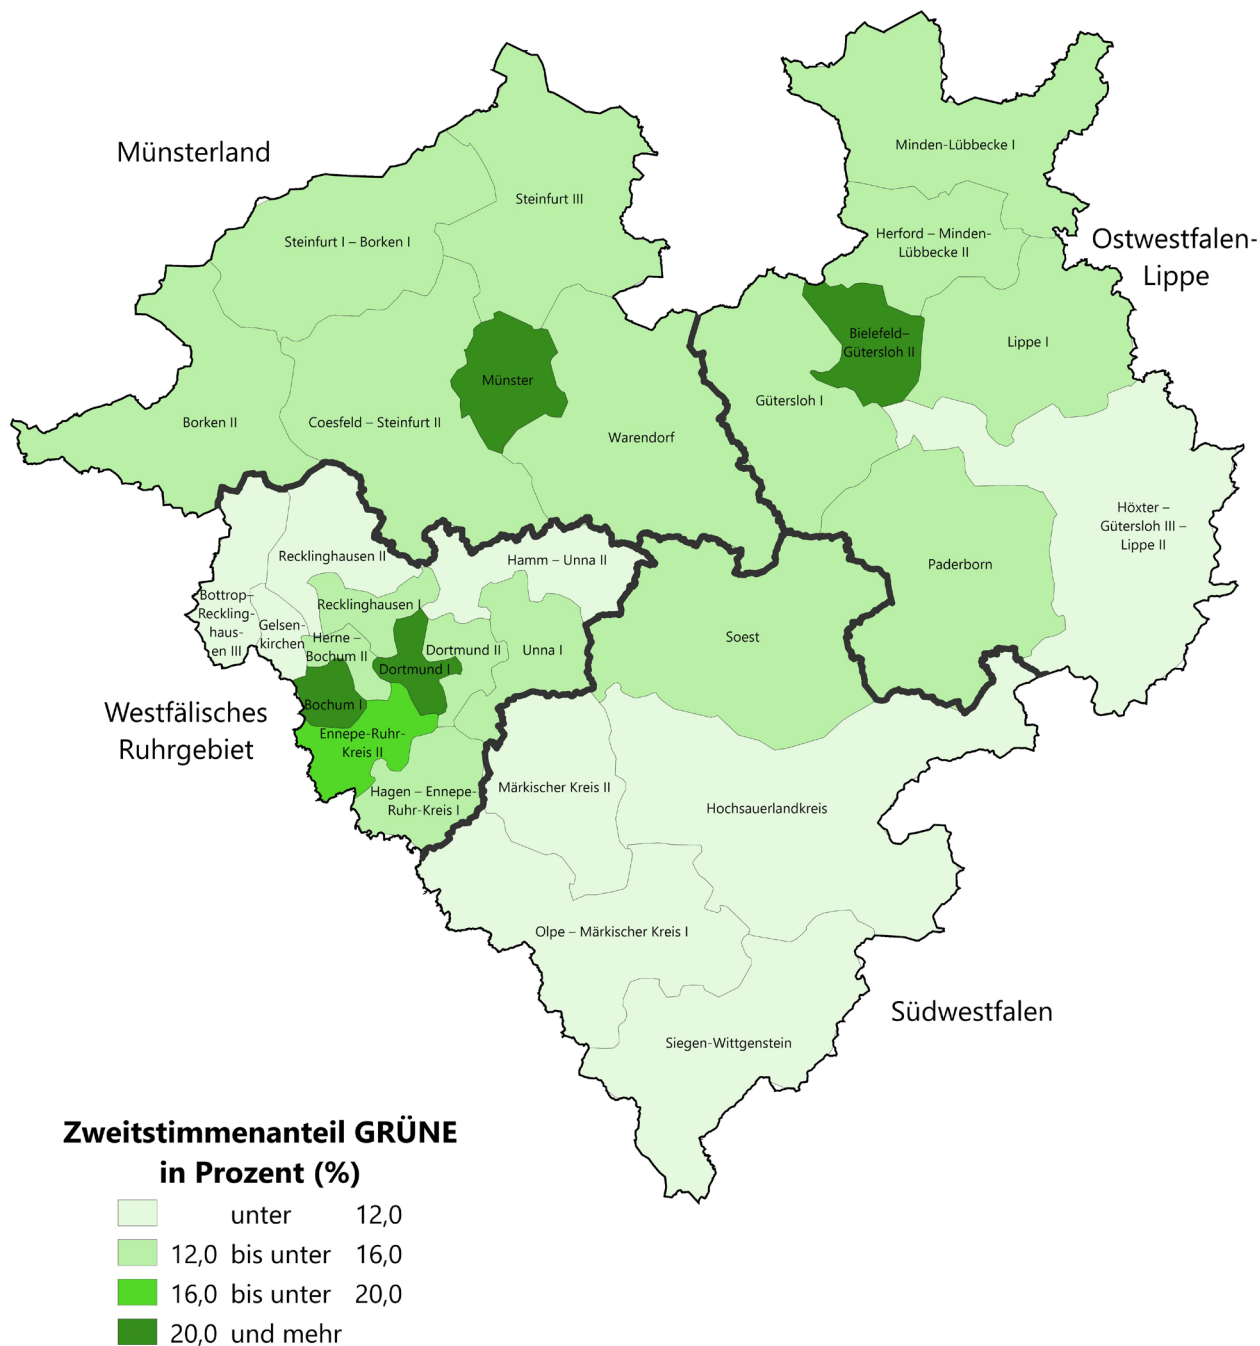 Münsterland
Minden-Lübbecke I
Steinfurt III
Steinfurt I – Borken I
Herford – Minden-
Lübbecke II
Ostwestfalen-
Lippe
Bielefeld–
Gütersloh II
Lippe I
Münster
Gütersloh I
Borken II
Coesfeld – Steinfurt II
Warendorf
Höxter –
Gütersloh III –
Lippe II
Recklinghausen II
Hamm – Unna II
Paderborn
Bottrop–
Reckling-
haus-
en III
Recklinghausen I
Gelsen-
kirchen
Herne –
Bochum II
Dortmund II
Unna I
Soest
Dortmund I
Bochum I
Westfälisches
Ruhrgebiet
Ennepe-Ruhr-
Kreis II
Hagen – Ennepe-
Ruhr-Kreis I
Märkischer Kreis II
Hochsauerlandkreis
Olpe – Märkischer Kreis I
Südwestfalen
Siegen-Wittgenstein
Zweitstimmenanteil GRÜNE
in Prozent (%)
unter 12,0
12,0 bis unter 16,0
16,0 bis unter 20,0
20,0 und mehr